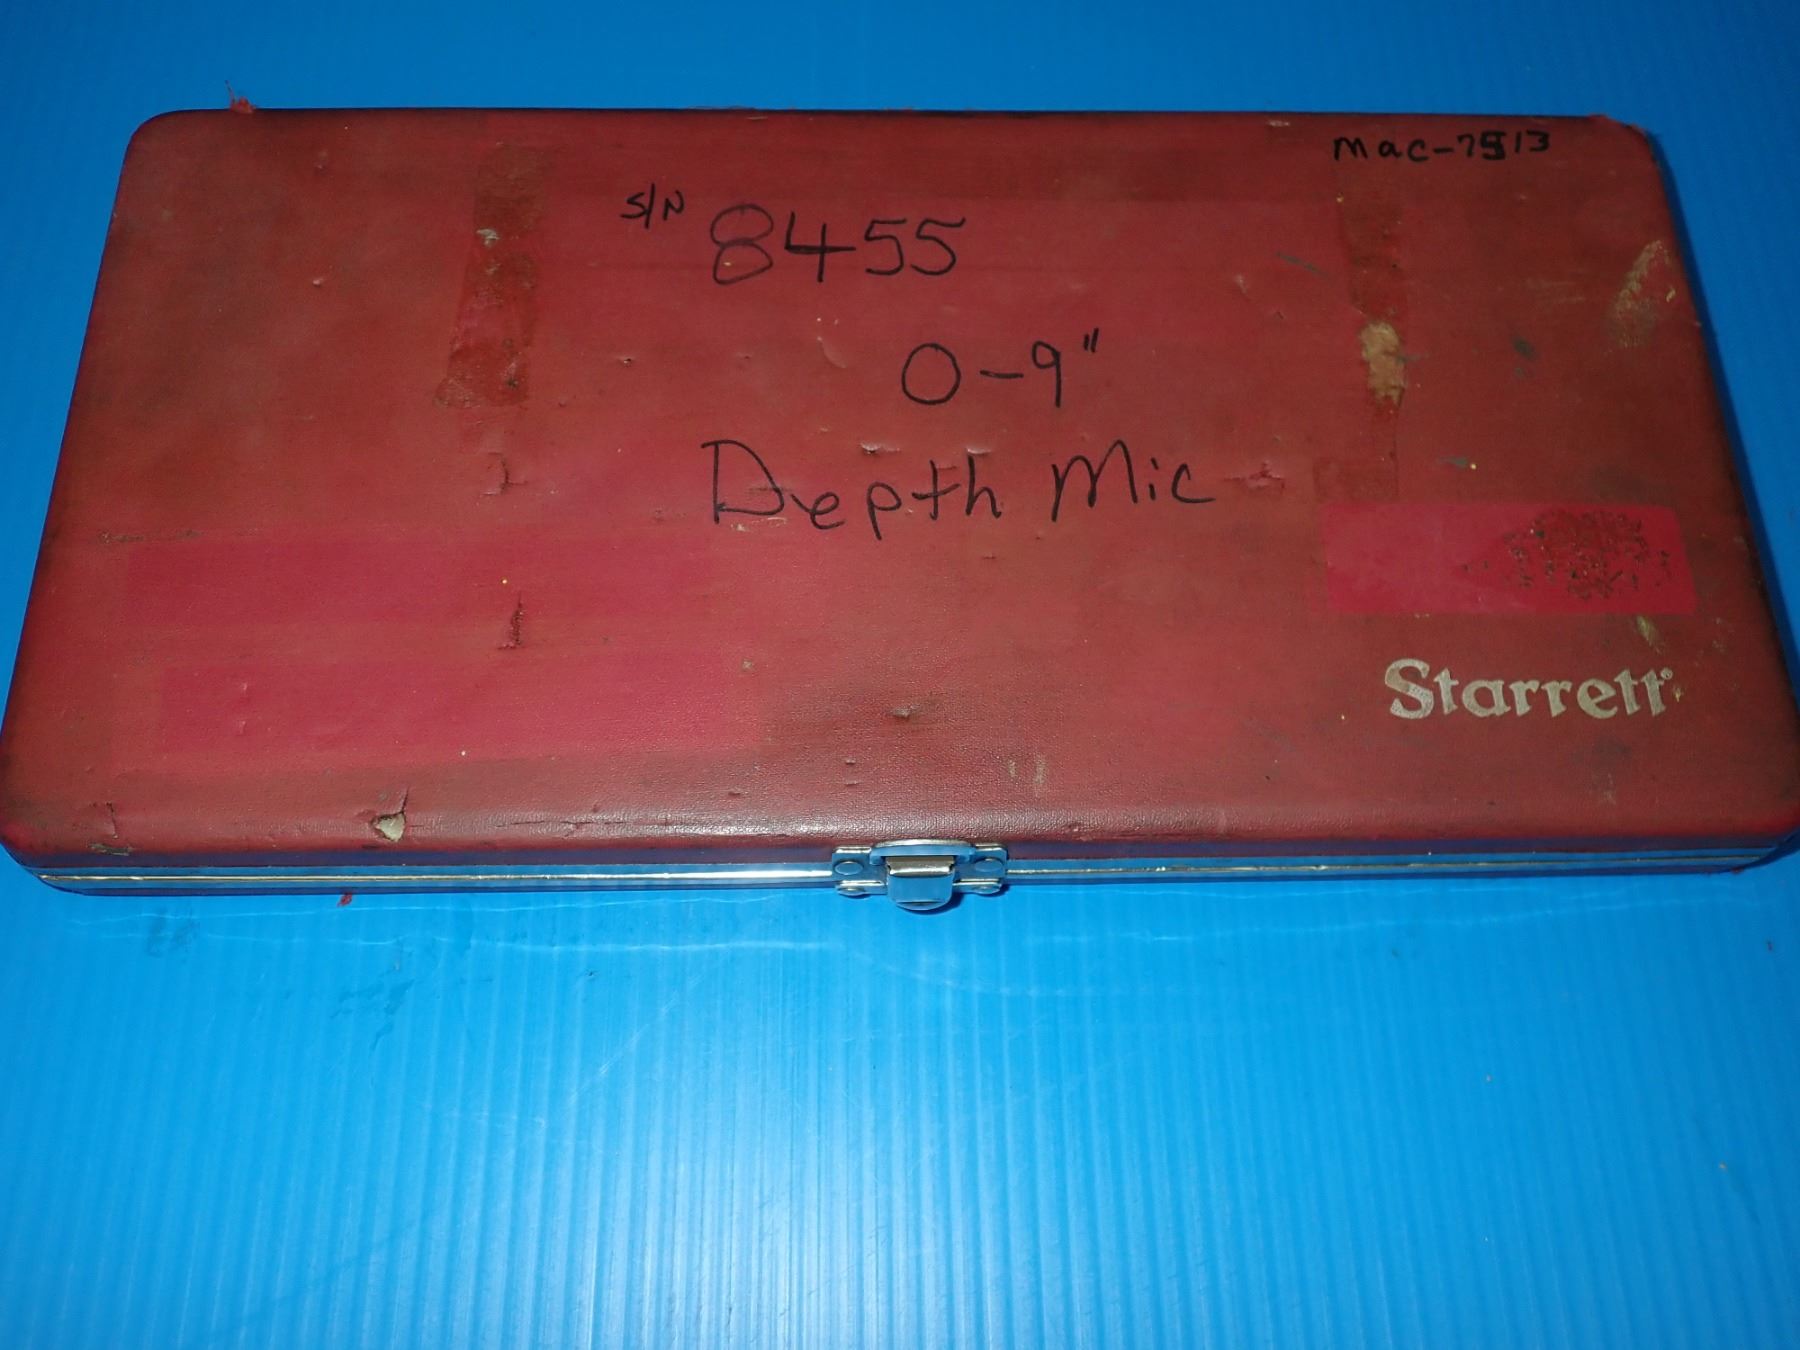 Mac-7513
S/N 8455
0-9"
Depth Mic
Starrett®